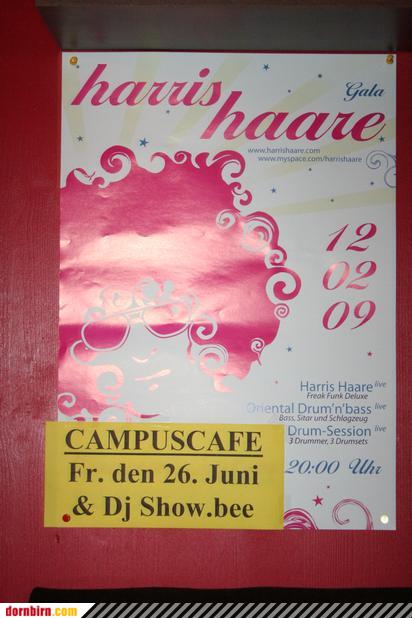 harris
Gala
haare
www.harrishaare.com
www.myspace.com/harrishaare
12
02
09
Harris Haare live
Freak Funk Deluxe
Oriental Drum'n'bass live
Bass, Sitar und Schlagzeug
Drum-Session live
3 Drummer, 3 Drumsets
20:00 Uhr
CAMPUSCAFE
Fr. den 26. Juni
& Dj Show.bee
dornbirn.com